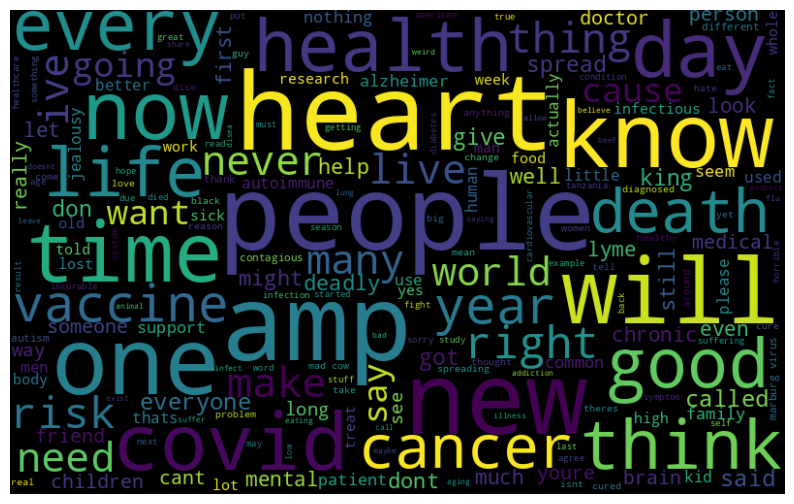 every
health
thing
day
doctor
person
nothing
going
first
ive
better
research
alzheimer
week
spread
cause
infectious
look
whole
different
great
share
guy
put
american
true
weird
condition
eat
hate
fact
healthcare
something
now
heart
know
let
really
jealousy
actually
getting
must
anything
diabetes
allow
believe
beef
life
never
help
live
give
man
change
food
well
little
human
king
seem
used
work
read
love
hope
died
due
don
want
thank
autoimmune
sick
black
lung
old
told
lost
time
people
death
reason
season
big
saying
women
cardiovascular
tanzania
diagnosed
yet
flu
protect
leave
contagious
many
might
deadly
use
yes
mean
world
example
lyme
tell
still
medical
please
healthy
around
horrible
vaccine
amp
year
will
result
incurable
animal
someone
support
infection
started
fight
bad
sorry
study
back
right
even
chronic
suffering
cure
marburg virus
autism
way
men
body
one
make
mad cow
infect
word
spreading
thought
got
common
addiction
new
good
called
risk
everyone
friend
long
thats
treat
stuff
take
say
see
illness
symptom
theres
high
family
self
exist
problem
suffer
need
covid
cancer
think
next
may
low
eating
call
maybe
agree
last
isnt
cured
real
children
cant
lot
mental
patient
aging
dont
much
youre
brain
kid
said